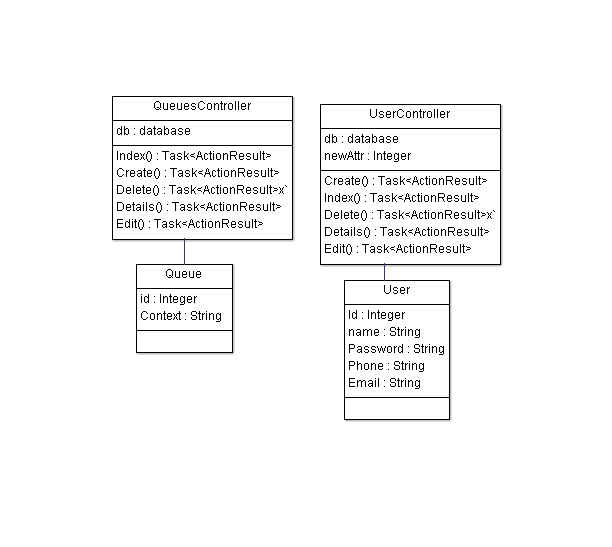 QueuesController
db : database
Index() : Task<ActionResult>
Create() : Task<ActionResult>
Delete() : Task<ActionResult>x`
Details() : Task<ActionResult>
Edit() : Task<ActionResult>
Queue
id : Integer
Context : String
UserController
db : database
newAttr : Integer
Create() : Task<ActionResult>
Index() : Task<ActionResult>
Delete() : Task<ActionResult>x`
Details() : Task<ActionResult>
Edit() : Task<ActionResult>
User
Id : Integer
name : String
Password : String
Phone : String
Email : String